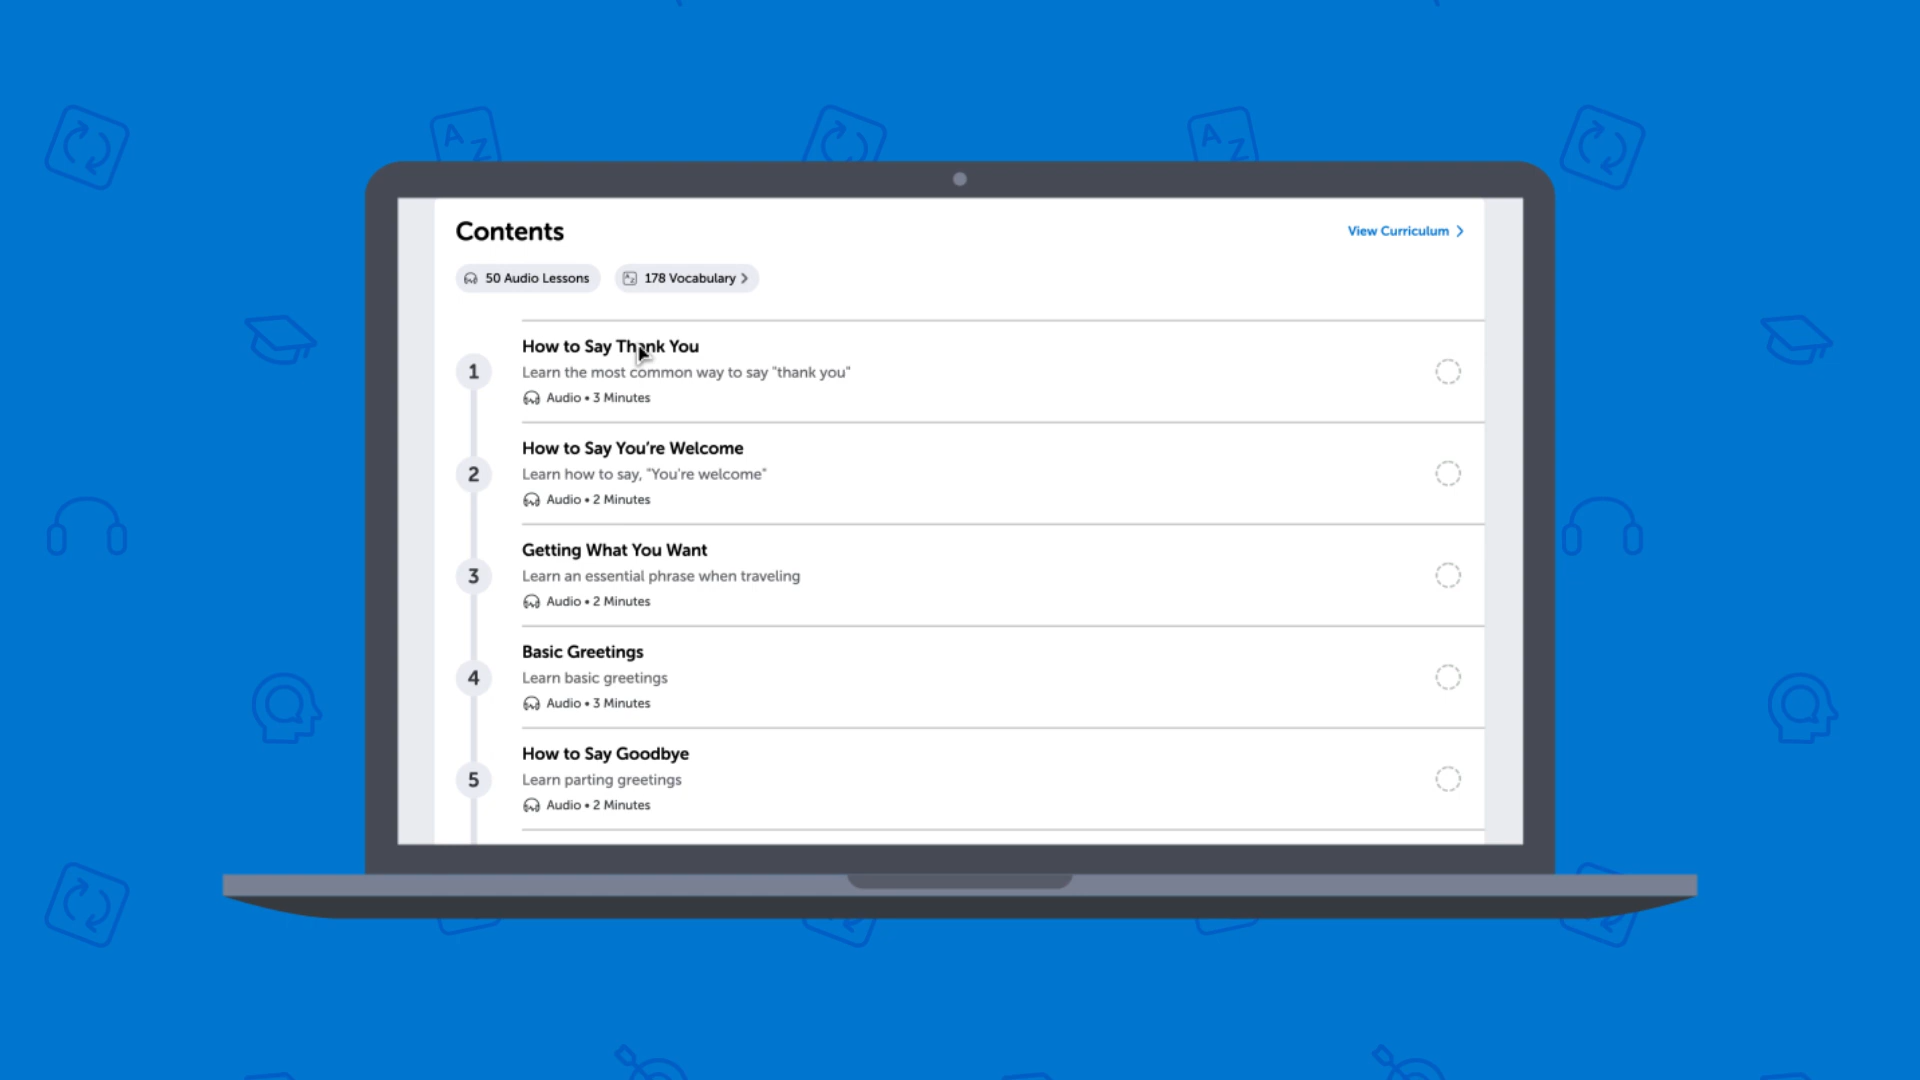 Contents
View Curriculum
50 Audio Lessons
178 Vocabulary
1
How to Say Thank You
Learn the most common way to say "thank you"
Audio • 3 Minutes
2
How to Say You're Welcome
Learn how to say, "You're welcome"
Audio • 2 Minutes
3
Getting What You Want
Learn an essential phrase when traveling
Audio • 2 Minutes
4
Basic Greetings
Learn basic greetings
Audio • 3 Minutes
5
How to Say Goodbye
Learn parting greetings
Audio • 2 Minutes
A Z
A Z